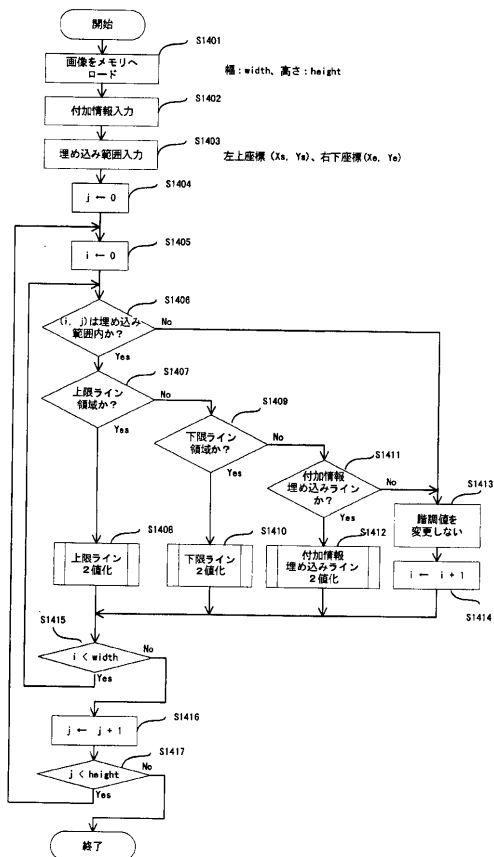 開始
S1401
画像をメモリへ
ロード
幅：width、高さ：height
S1402
付加情報入力
S1403
埋め込み範囲入力
左上座標 (Xs, Ys)、右下座標(Xe, Ye)
S1404
j ← 0
S1405
i ← 0
S1406
(i, j)は埋め込み
範囲内か？
No
Yes
S1407
上限ライン
領域か？
No
Yes
S1409
下限ライン
領域か？
No
Yes
S1411
付加情報
埋め込みライン
か？
No
Yes
S1413
階調値を
変更しない
S1408
上限ライン
２値化
S1410
下限ライン
２値化
S1412
付加情報
埋め込みライン
２値化
i ← i + 1
S1414
S1415
i < width
No
Yes
S1416
j ← j + 1
S1417
j < height
No
Yes
終了